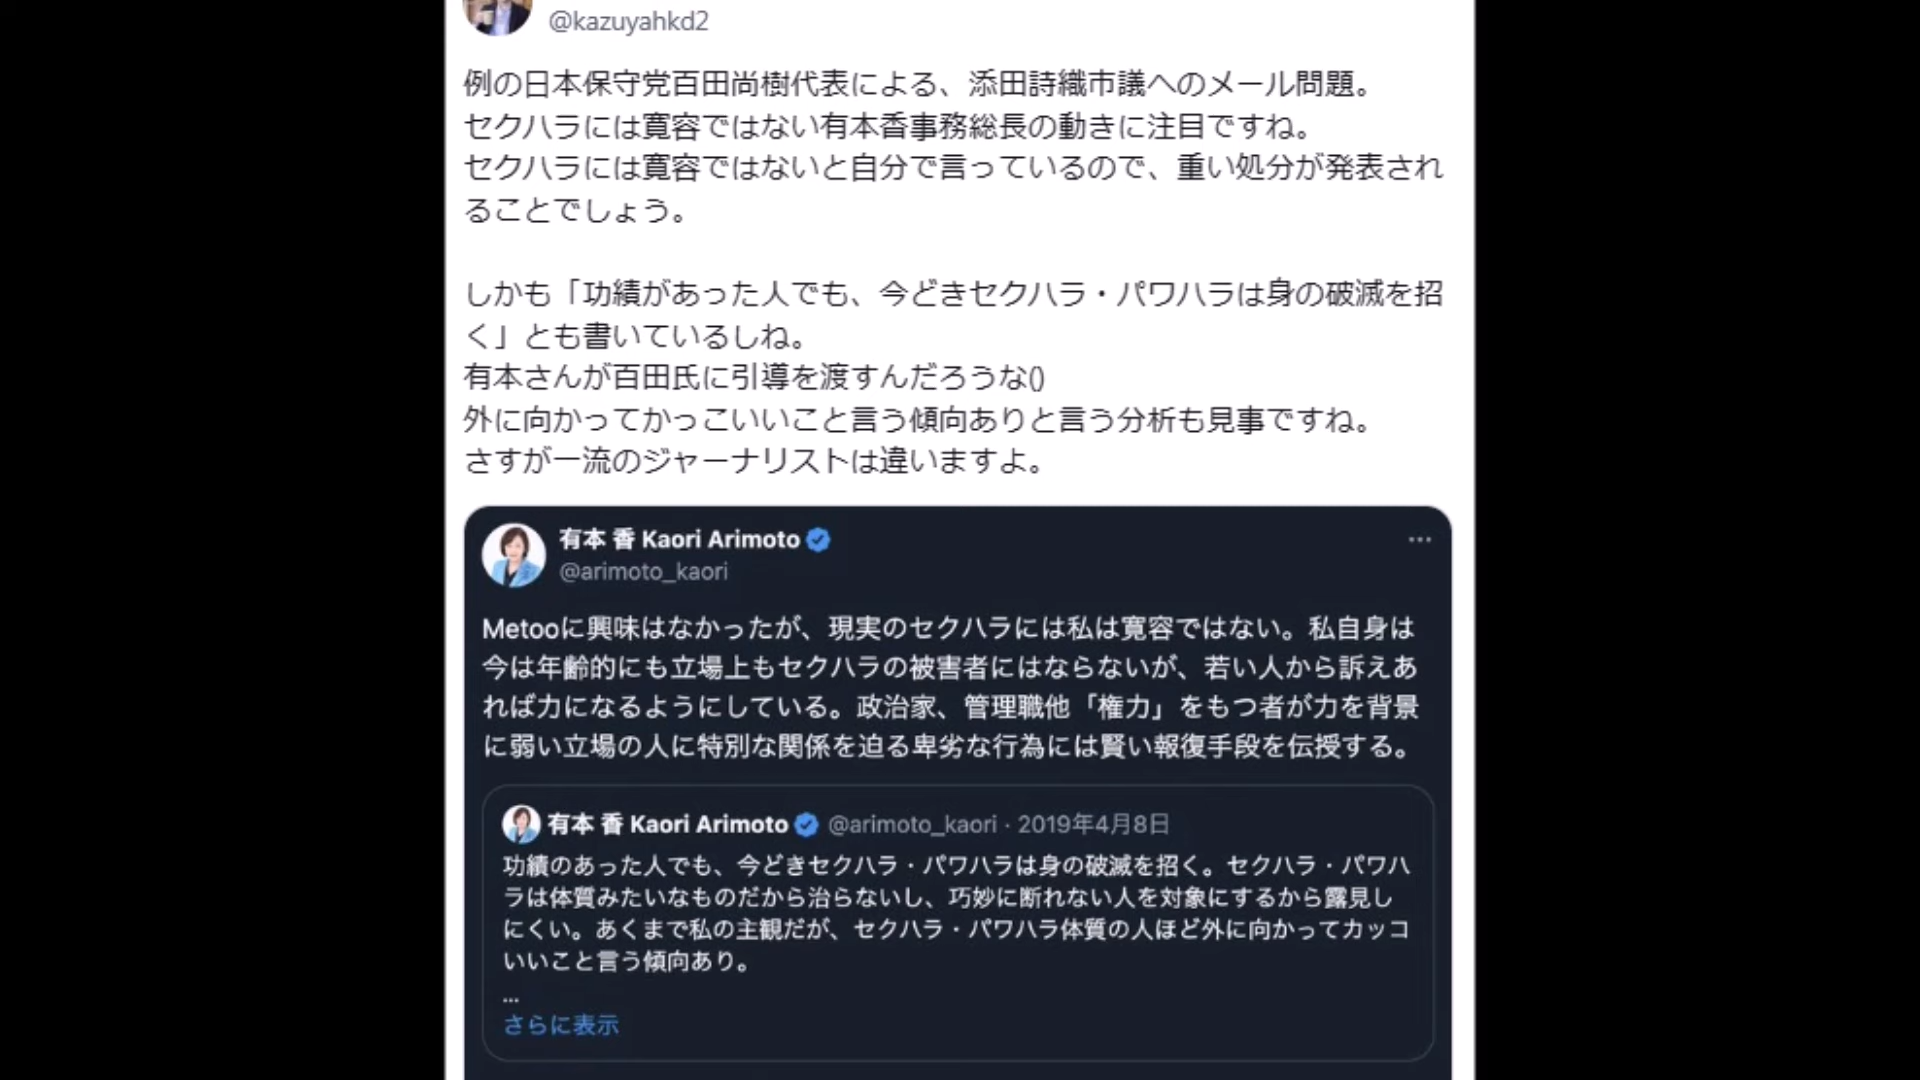 @kazuyahkd2
例の日本保守党百田尚樹代表による、添田詩織市議へのメール問題。
セクハラには寛容ではない有本香事務総長の動きに注目ですね。
セクハラには寛容ではないと自分で言っているので、重い処分が発表され
ることでしょう。
しかも「功績があった人でも、今どきセクハラ・パワハラは身の破滅を招
く」とも書いているしね。
有本さんが百田氏に引導を渡すんだろうな()
外に向かってかっこいいこと言う傾向ありと言う分析も見事ですね。
さすが一流のジャーナリストは違いますよ。
有本 香 Kaori Arimoto
@arimoto_kaori
Metooに興味はなかったが、現実のセクハラには私は寛容ではない。私自身は
今は年齢的にも立場上もセクハラの被害者にはならないが、若い人から訴えあ
れば力になるようにしている。政治家、管理職他「権力」をもつ者が力を背景
に弱い立場の人に特別な関係を迫る卑劣な行為には賢い報復手段を伝授する。
有本 香 Kaori Arimoto @arimoto_kaori · 2019年4月8日
功績のあった人でも、今どきセクハラ・パワハラは身の破滅を招く。セクハラ・パワハ
ラは体質みたいなものだから治らないし、巧妙に断れない人を対象にするから露見し
にくい。あくまで私の主観だが、セクハラ・パワハラ体質の人ほど外に向かってカッコ
いいこと言う傾向あり。
...
さらに表示